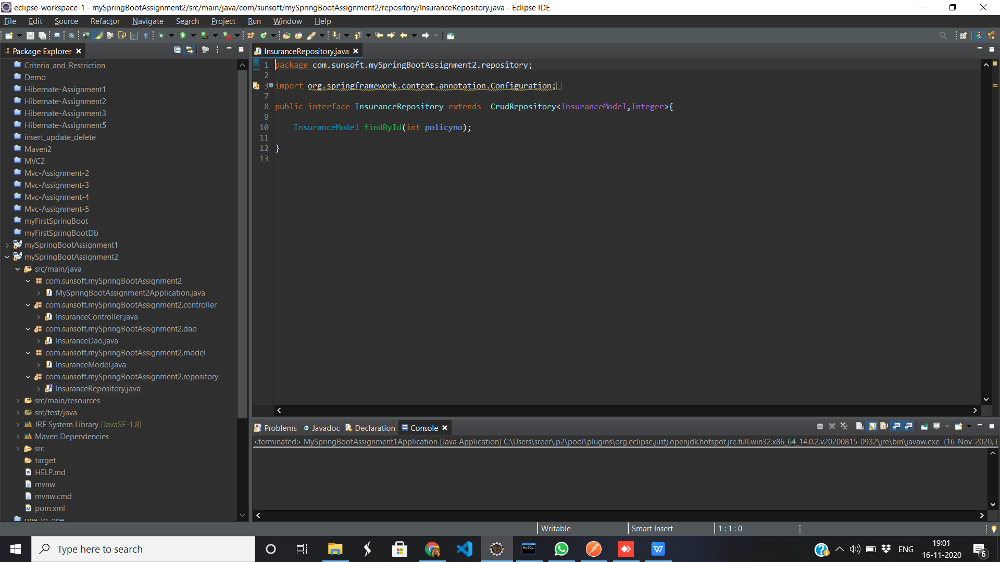 eclipse-workspace-1 - mySpringBootAssignment2/src/main/java/com/sunsoft/mySpringBootAssignment2/repository/InsuranceRepository.java - Eclipse IDE
File Edit Source Refactor Navigate Search Project Run Window Help
Package Explorer
Criteria_and_Restriction
Demo
Hibernate-Assignment1
Hibernate-Assignment2
Hibernate-Assignment3
Hibernate-Assignment5
insert_update_delete
Maven2
MVC2
Mvc-Assignment-2
Mvc-Assignment-3
Mvc-Assignment-4
Mvc-Assignment-5
myFirstSpringBoot
myFirstSpringBootDb
mySpringBootAssignment1
mySpringBootAssignment2
src/main/java
com.sunsoft.mySpringBootAssignment2
MySpringBootAssignment2Application.java
com.sunsoft.mySpringBootAssignment2.controller
InsuranceController.java
com.sunsoft.mySpringBootAssignment2.dao
InsuranceDao.java
com.sunsoft.mySpringBootAssignment2.model
InsuranceModel.java
com.sunsoft.mySpringBootAssignment2.repository
InsuranceRepository.java
src/main/resources
src/test/java
JRE System Library [JavaSE-1.8]
Maven Dependencies
src
target
HELP.md
mvnw
mvnw.cmd
pom.xml
one_to_one
InsuranceRepository.java
1 package com.sunsoft.mySpringBootAssignment2.repository;
2
3 import org.springframework.context.annotation.Configuration;
7
8 public interface InsuranceRepository extends  CrudRepository<InsuranceModel,Integer>{
9
10 InsuranceModel findById(int policyno);
11
12 }
13
Problems Javadoc Declaration Console
<terminated> MySpringBootAssignment1Application [Java Application] C:\Users\sreer\.p2\pool\plugins\org.eclipse.justj.openjdk.hotspot.jre.full.win32.x86_64_14.0.2.v20200815-0932\jre\bin\javaw.exe (16-Nov-2020, 6
Writable Smart Insert 1 : 1 : 0
Type here to search
ENG
19:01
16-11-2020
6